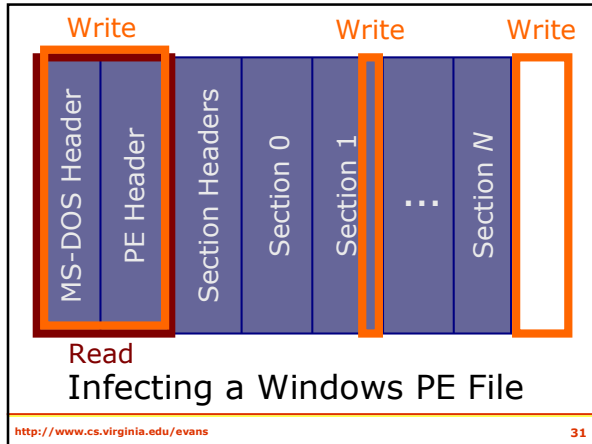 Write
Write
Write
MS-DOS Header
PE Header
Section Headers
Section 0
Section 1
...
Section N
Read
Infecting a Windows PE File
http://www.cs.virginia.edu/evans
31